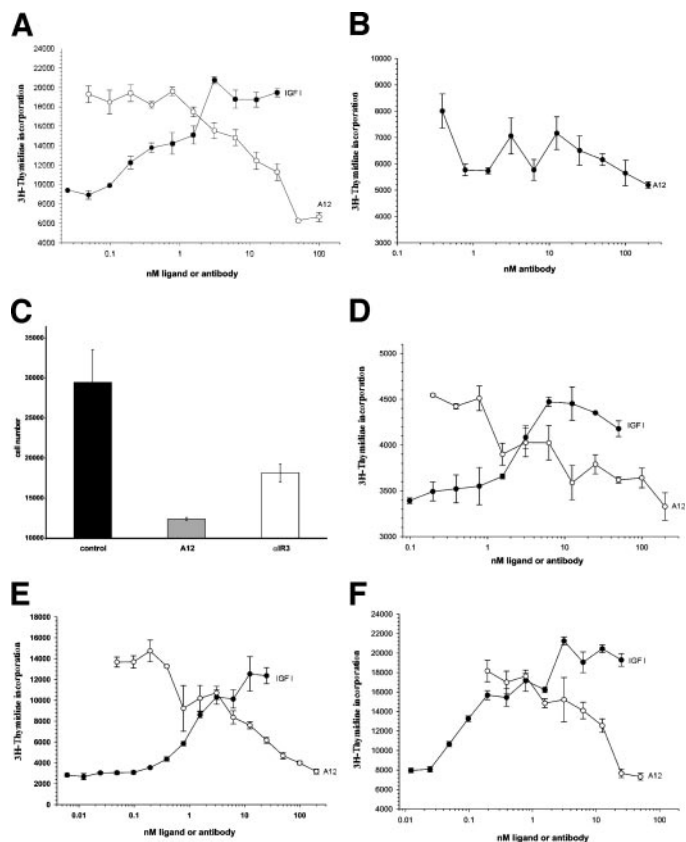 A
24000
22000
20000
18000
16000
14000
12000
10000
8000
6000
4000
3H-Thymidine incorporation
IGF I
A12
0.1 1 10 100
nM ligand or antibody
B
10000
9000
8000
7000
6000
5000
4000
3000
3H-Thymidine incorporation
A12
0.1 1 10 100
nM antibody
C
35000
30000
25000
20000
15000
10000
cell number
control A12 αIR3
D
5000
4500
4000
3500
3000
3H-Thymidine incorporation
IGF I
A12
0.1 1 10 100
nM ligand or antibody
E
18000
16000
14000
12000
10000
8000
6000
4000
2000
0
3H-Thymidine incorporation
IGF I
A12
0.01 0.1 1 10 100
nM ligand or antibody
F
24000
22000
20000
18000
16000
14000
12000
10000
8000
6000
4000
3H-Thymidine incorporation
IGF I
A12
0.01 0.1 1 10 100
nM ligand or antibody